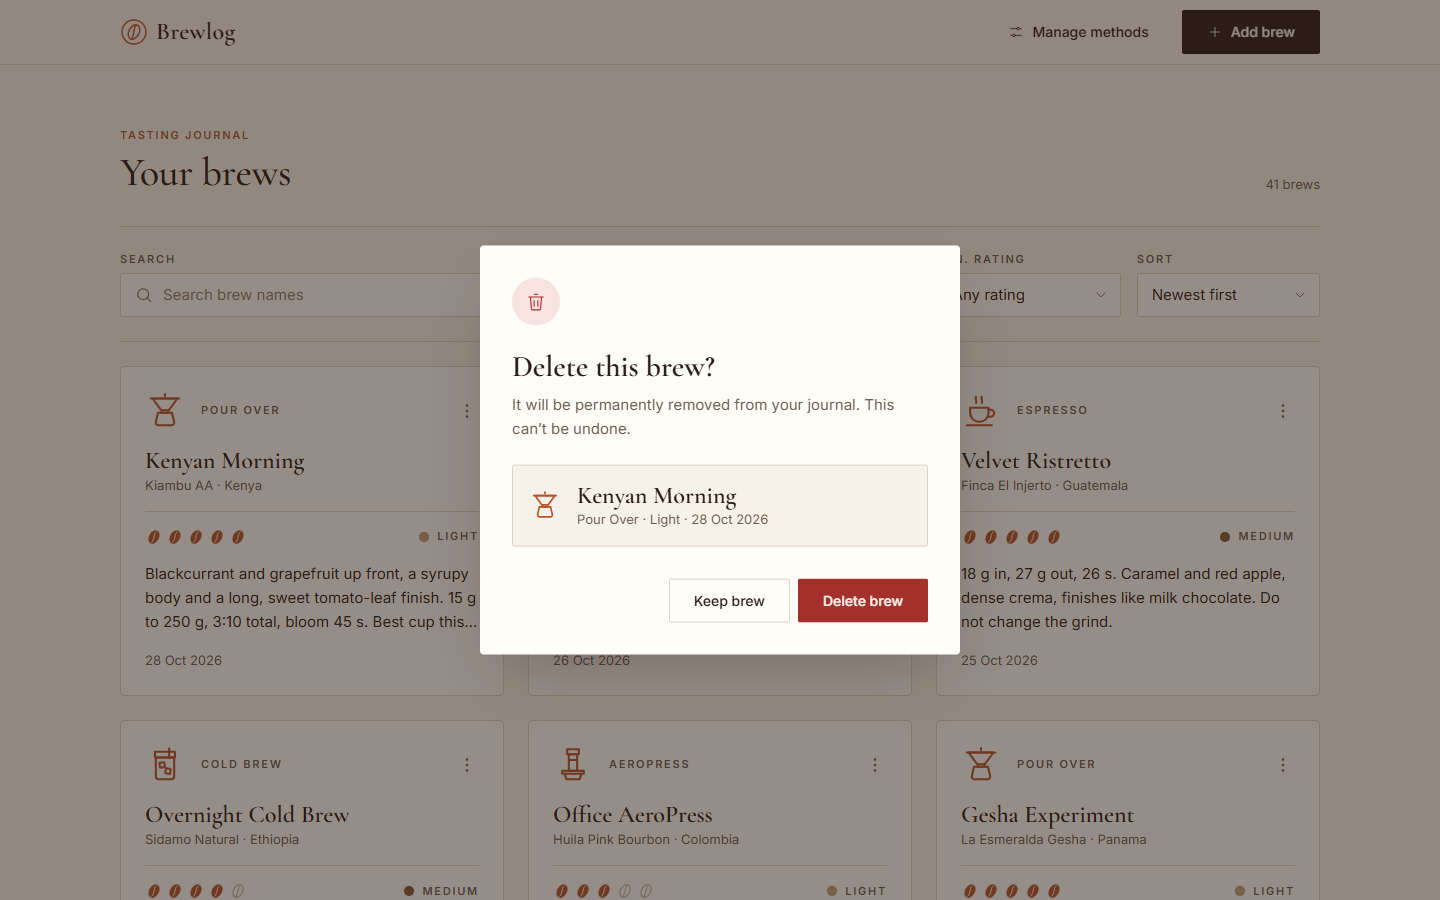 Brewlog
Manage methods
Add brew
TASTING JOURNAL
Your brews
41 brews
SEARCH
Search brew names
N. RATING
Any rating
SORT
Newest first
Delete this brew?
It will be permanently removed from your journal. This
can’t be undone.
Kenyan Morning
Pour Over · Light · 28 Oct 2026
Keep brew
Delete brew
POUR OVER
Kenyan Morning
Kiambu AA · Kenya
LIGHT
Blackcurrant and grapefruit up front, a syrupy
body and a long, sweet tomato-leaf finish. 15 g
to 250 g, 3:10 total, bloom 45 s. Best cup this...
28 Oct 2026
26 Oct 2026
ESPRESSO
Velvet Ristretto
Finca El Injerto · Guatemala
MEDIUM
18 g in, 27 g out, 26 s. Caramel and red apple,
dense crema, finishes like milk chocolate. Do
not change the grind.
25 Oct 2026
COLD BREW
Overnight Cold Brew
Sidamo Natural · Ethiopia
MEDIUM
AEROPRESS
Office AeroPress
Huila Pink Bourbon · Colombia
LIGHT
POUR OVER
Gesha Experiment
La Esmeralda Gesha · Panama
LIGHT